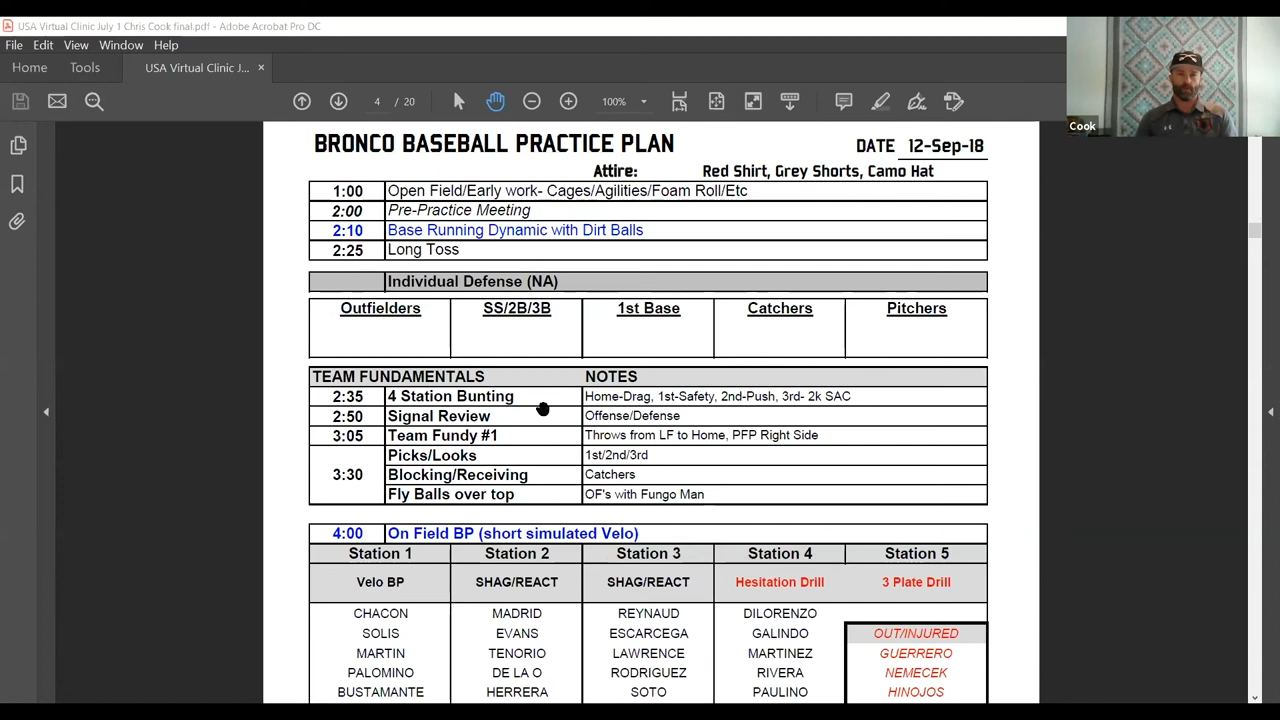 USA Virtual Clinic July 1 Chris Cook final.pdf - Adobe Acrobat Pro DC
File Edit View Window Help
Home Tools USA Virtual Clinic J... ×
4 / 20 100%
Cook
BRONCO BASEBALL PRACTICE PLAN DATE 12-Sep-18
Attire: Red Shirt, Grey Shorts, Camo Hat
1:00 Open Field/Early work- Cages/Agilities/Foam Roll/Etc
2:00 Pre-Practice Meeting
2:10 Base Running Dynamic with Dirt Balls
2:25 Long Toss
Individual Defense (NA)
Outfielders SS/2B/3B 1st Base Catchers Pitchers
TEAM FUNDAMENTALS NOTES
2:35 4 Station Bunting Home-Drag, 1st-Safety, 2nd-Push, 3rd- 2k SAC
2:50 Signal Review Offense/Defense
3:05 Team Fundy #1 Throws from LF to Home, PFP Right Side
Picks/Looks 1st/2nd/3rd
3:30 Blocking/Receiving Catchers
Fly Balls over top OF's with Fungo Man
4:00 On Field BP (short simulated Velo)
Station 1 Station 2 Station 3 Station 4 Station 5
Velo BP SHAG/REACT SHAG/REACT Hesitation Drill 3 Plate Drill
CHACON MADRID REYNAUD DILORENZO
SOLIS EVANS ESCARCEGA GALINDO OUT/INJURED
MARTIN TENORIO LAWRENCE MARTINEZ GUERRERO
PALOMINO DE LA O RODRIGUEZ RIVERA NEMECEK
BUSTAMANTE HERRERA SOTO PAULINO HINOJOS